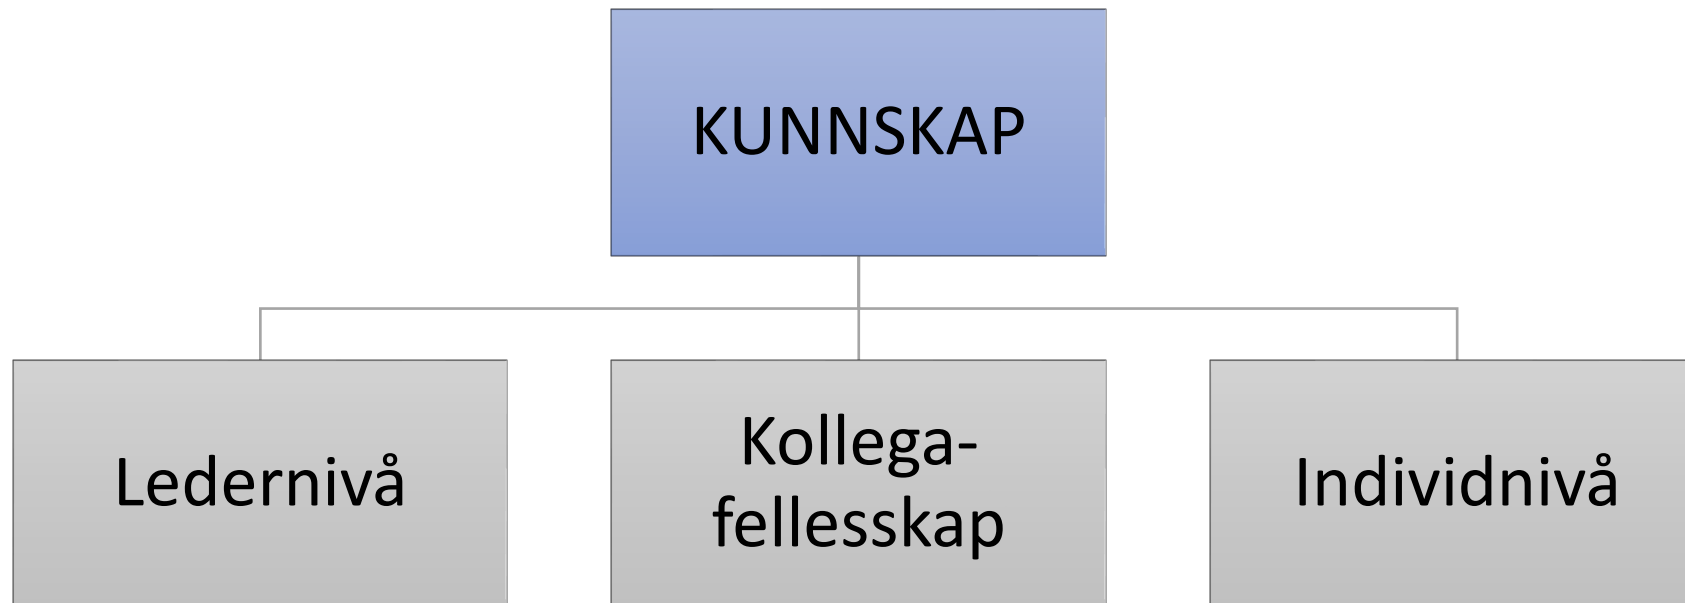 KUNNSKAP
Ledernivå
Kollega-
fellesskap
Individnivå